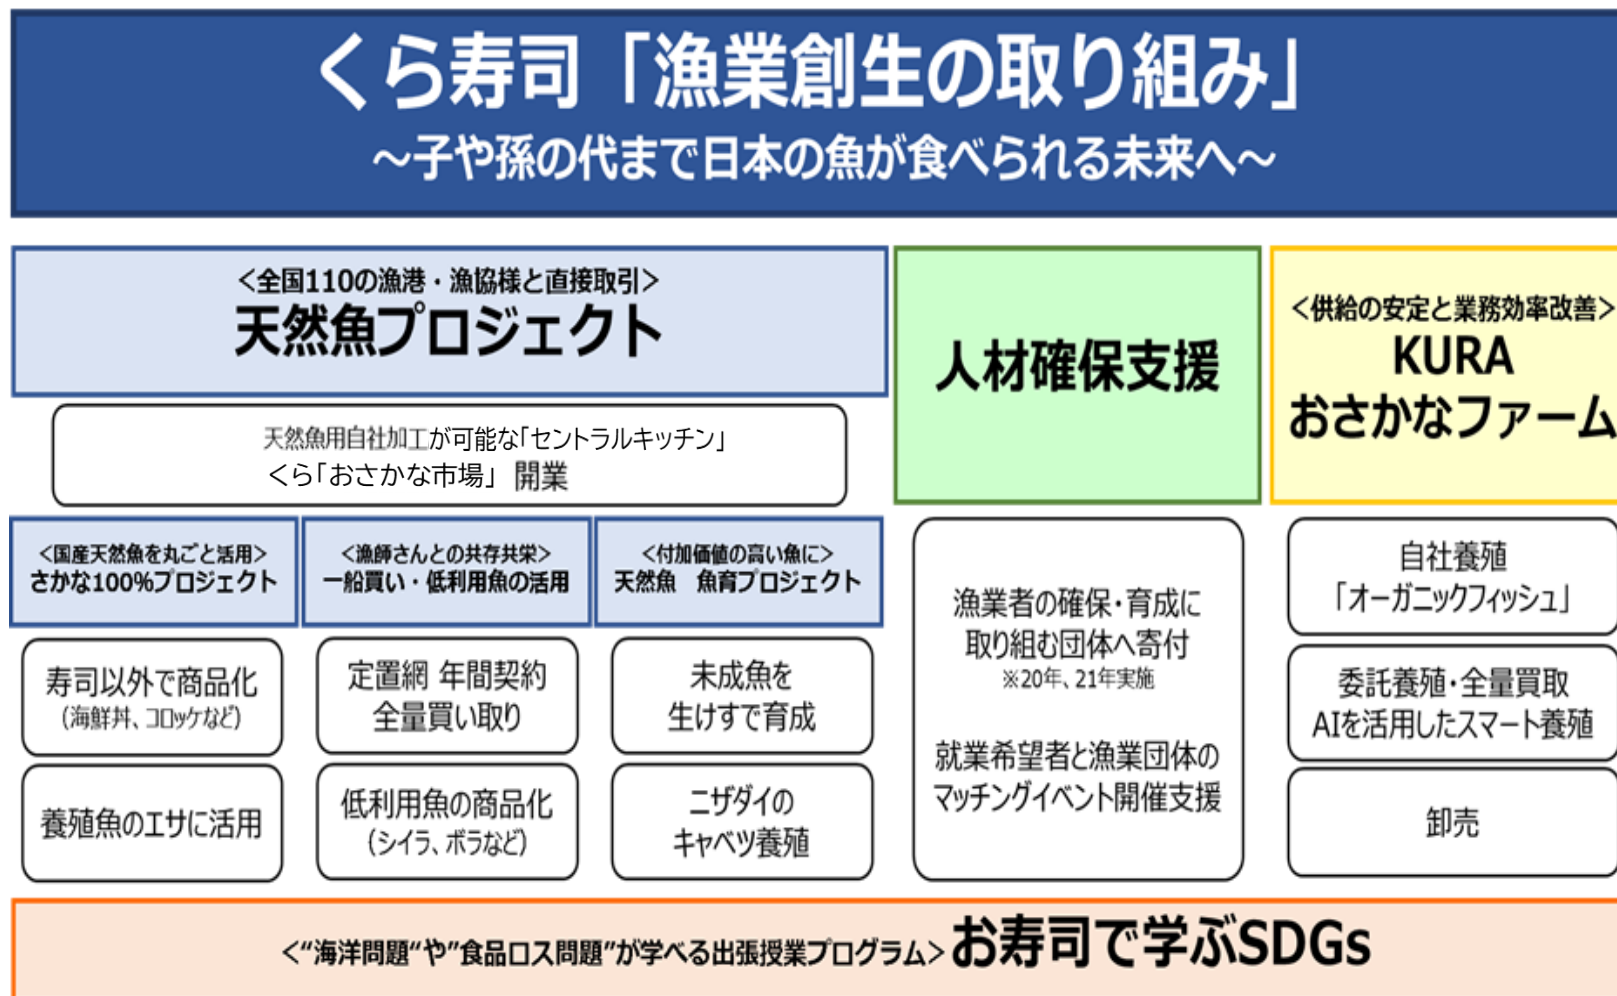 くら寿司「漁業創生の取り組み」
～子や孫の代まで日本の魚が食べられる未来へ～
＜全国110の漁港・漁協様と直接取引＞
天然魚プロジェクト
天然魚用自社加工が可能な「セントラルキッチン」
くら「おさかな市場」 開業
＜国産天然魚を丸ごと活用＞
さかな100%プロジェクト
寿司以外で商品化
（海鮮丼、コロッケなど）
養殖魚のエサに活用
＜漁師さんとの共存共栄＞
一船買い・低利用魚の活用
定置網 年間契約
全量買い取り
低利用魚の商品化
（シイラ、ボラなど）
＜付加価値の高い魚に＞
天然魚 魚育プロジェクト
未成魚を
生けすで育成
ニザダイの
キャベツ養殖
人材確保支援
漁業者の確保・育成に
取り組む団体へ寄付
※20年、21年実施
就業希望者と漁業団体の
マッチングイベント開催支援
＜供給の安定と業務効率改善＞
KURA
おさかなファーム
自社養殖
「オーガニックフィッシュ」
委託養殖・全量買取
AIを活用したスマート養殖
卸売
＜“海洋問題“や”食品ロス問題”が学べる出張授業プログラム＞お寿司で学ぶSDGs